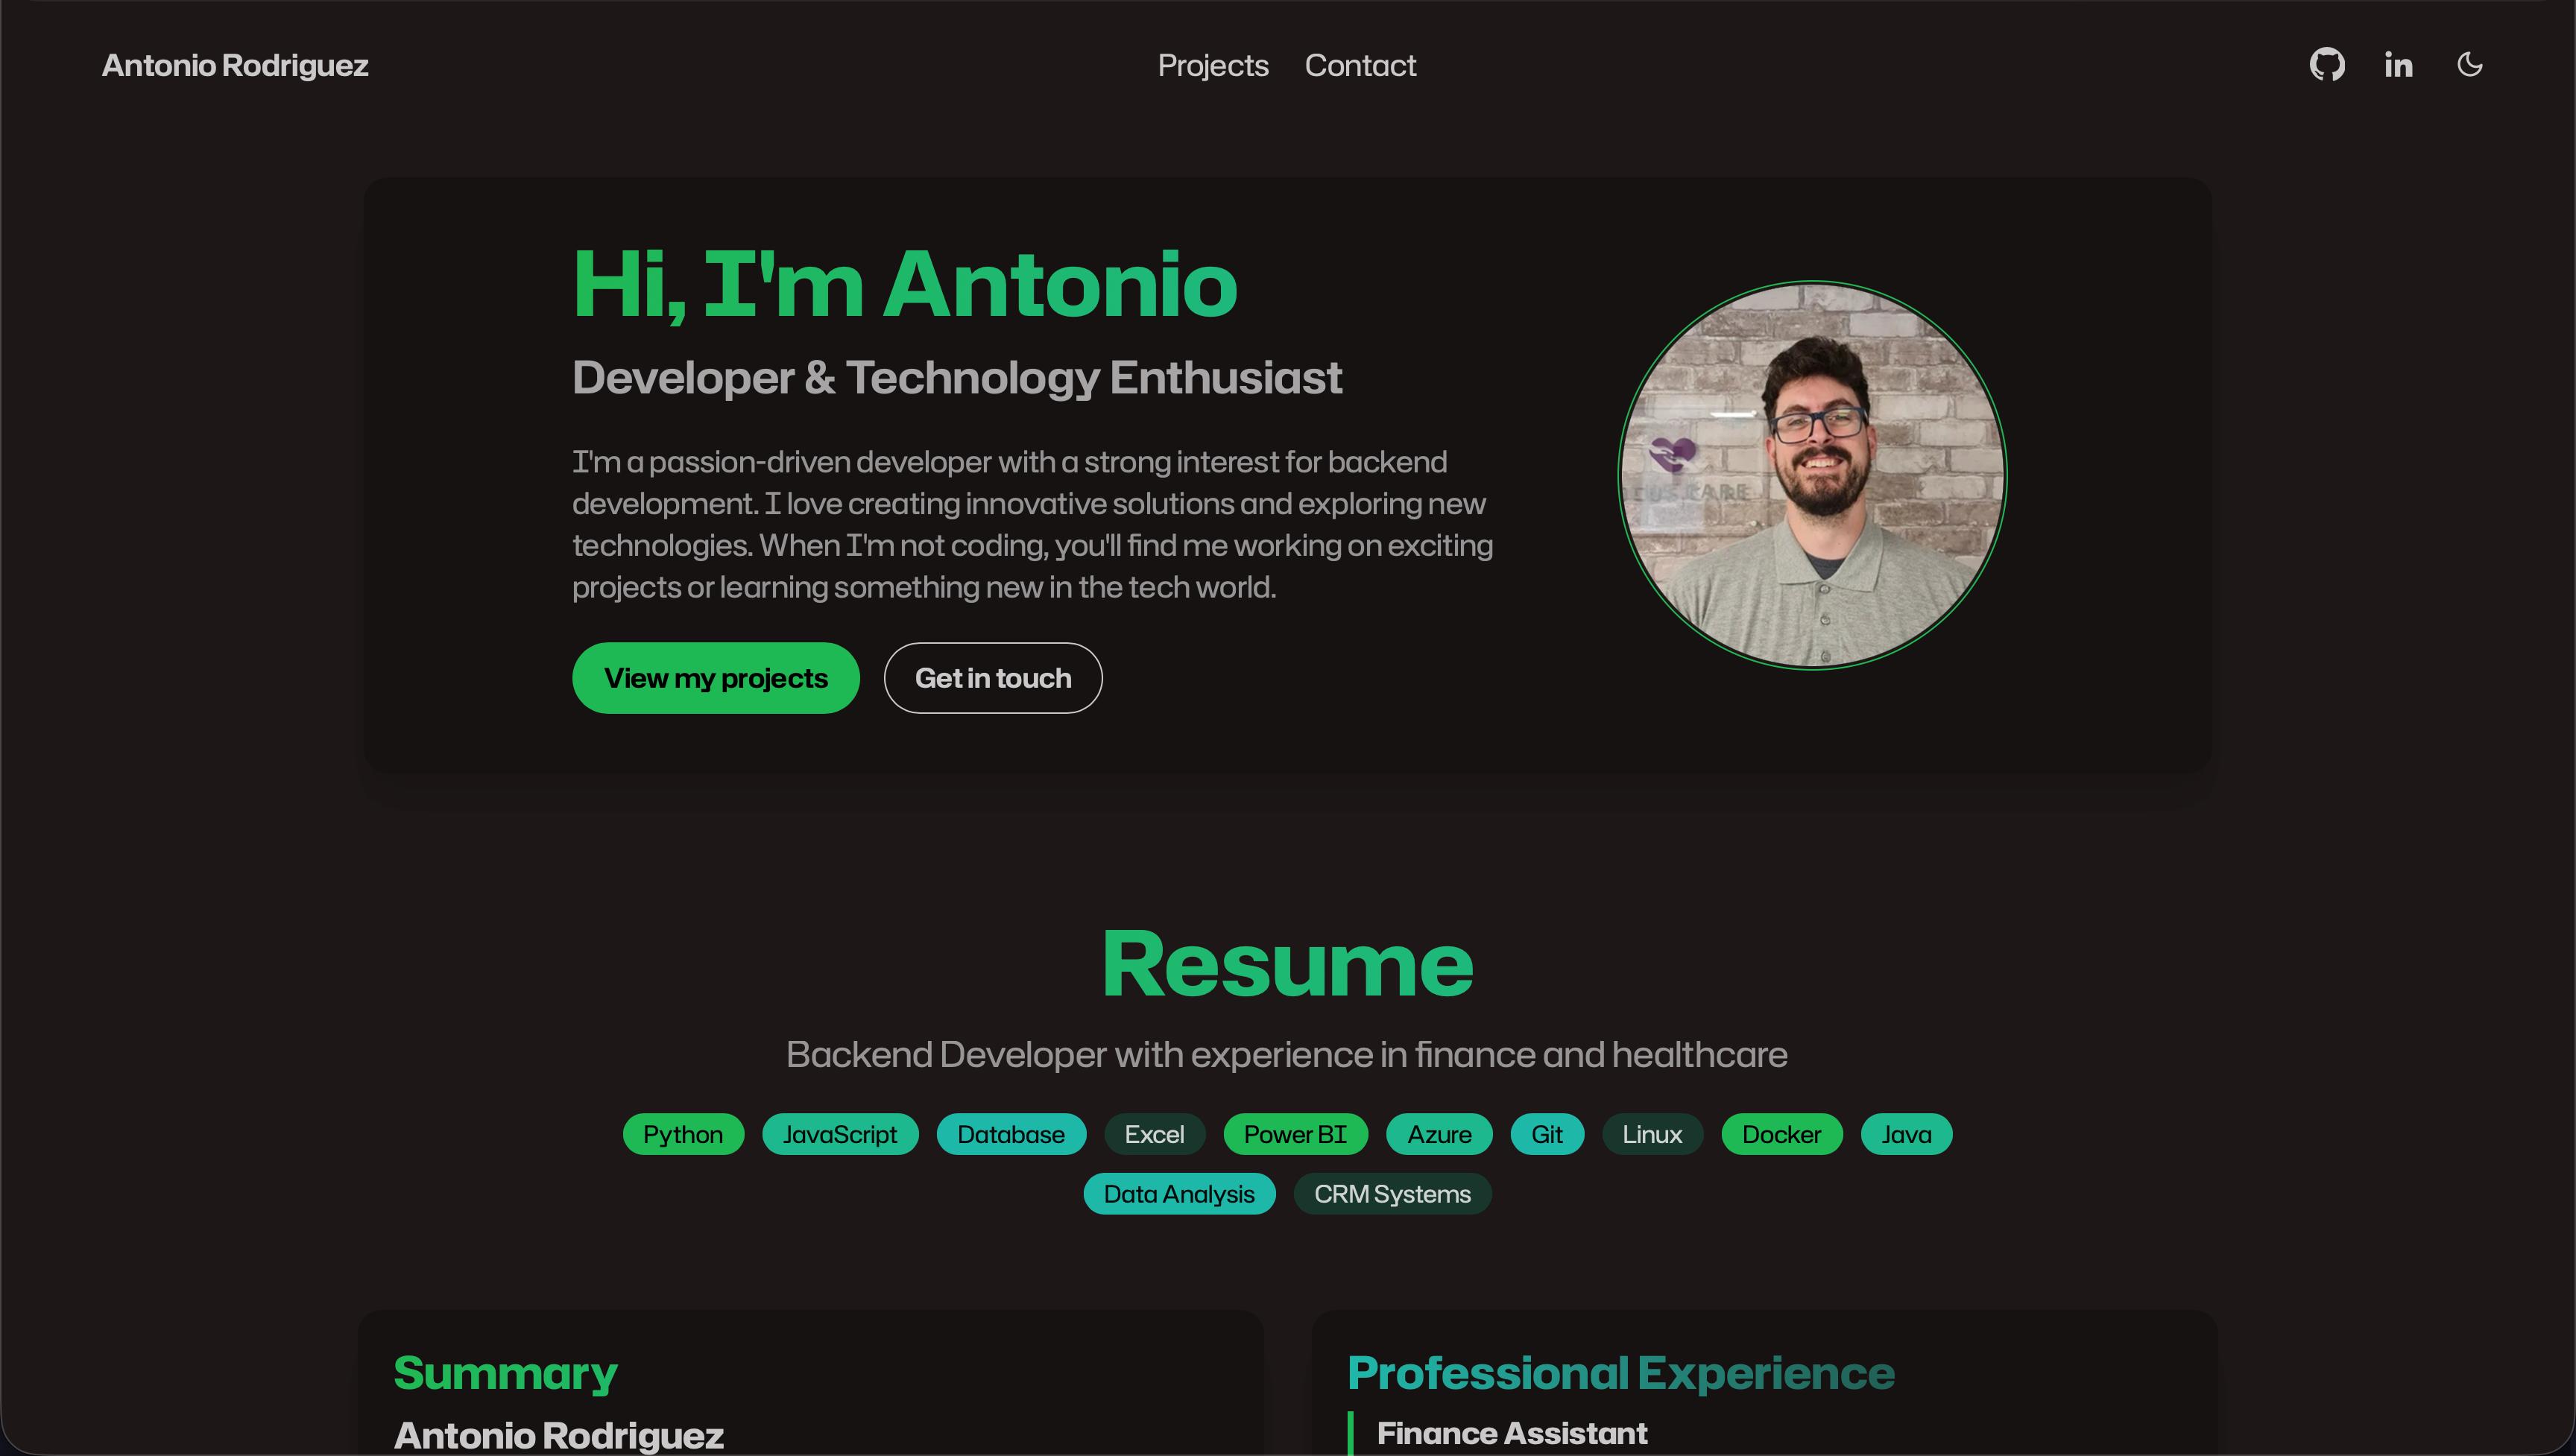 Antonio Rodriguez
Projects
Contact
Hi, I'm Antonio
Developer & Technology Enthusiast
I'm a passion-driven developer with a strong interest for backend
development. I love creating innovative solutions and exploring new
technologies. When I'm not coding, you'll find me working on exciting
projects or learning something new in the tech world.
View my projects
Get in touch
CARE
Resume
Backend Developer with experience in finance and healthcare
Python
JavaScript
Database
Excel
Power BI
Azure
Git
Linux
Docker
Java
Data Analysis
CRM Systems
Summary
Antonio Rodriguez
Professional Experience
Finance Assistant